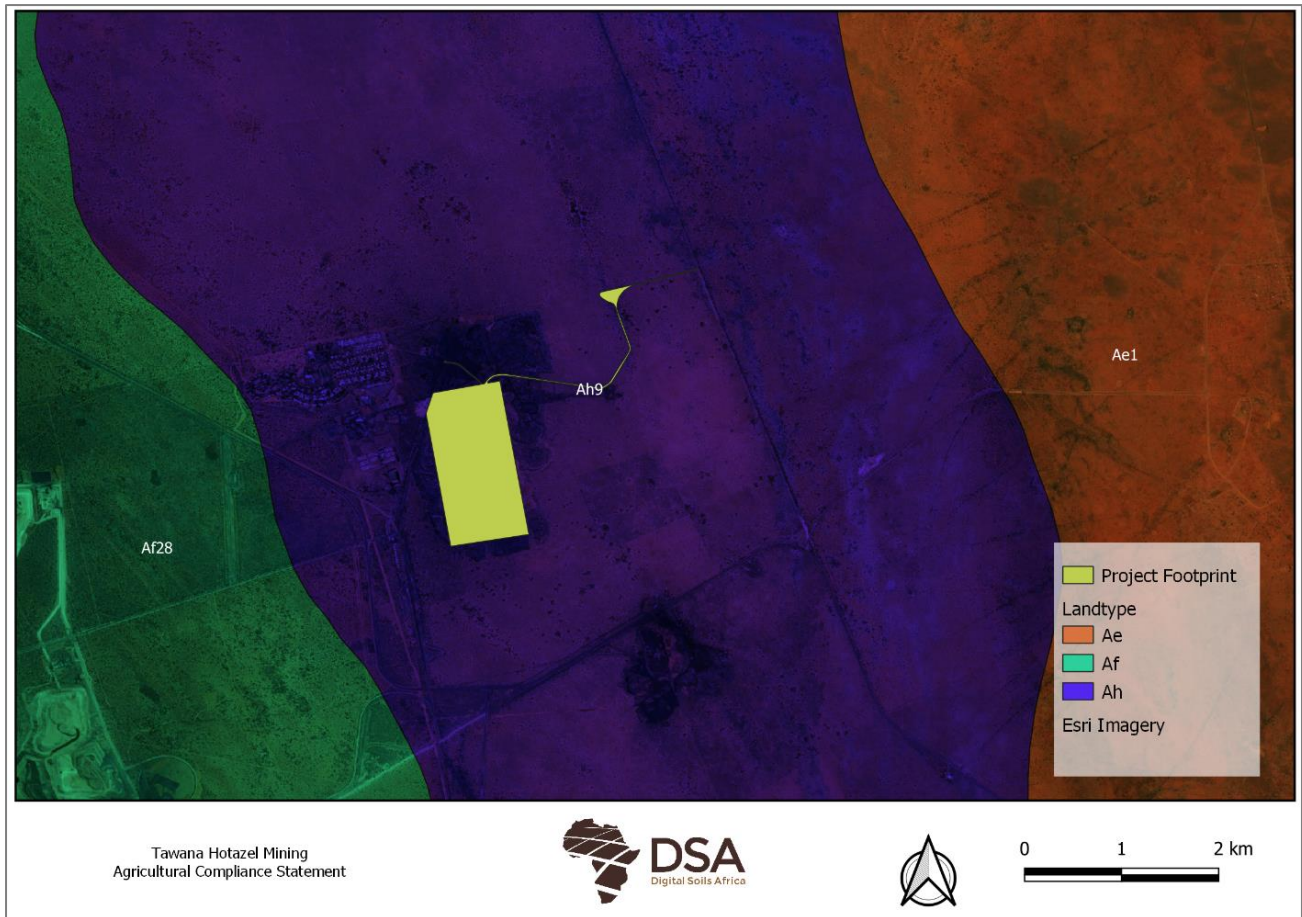 Ah9
Ae1
Af28
Project Footprint
Landtype
Ae
Af
Ah
Esri Imagery
Tawana Hotazel Mining
Agricultural Compliance Statement
DSA
Digital Soils Africa
0 1 2 km